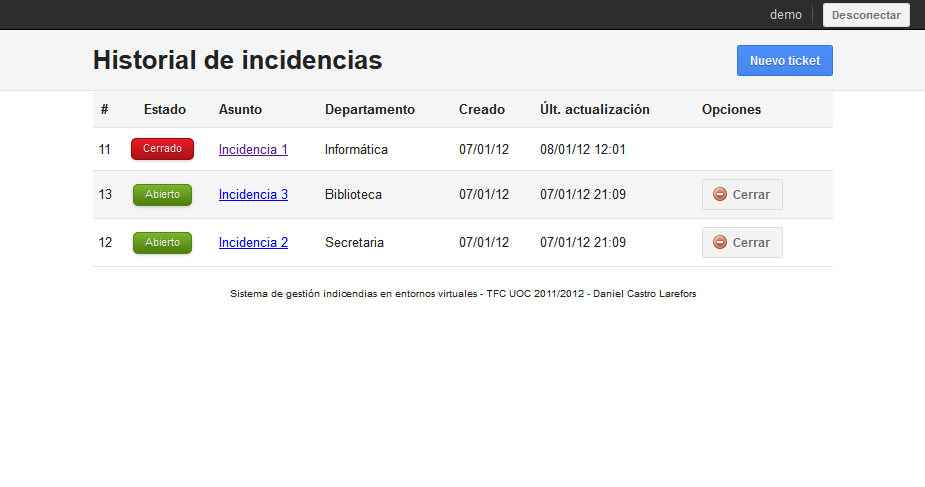 demo Desconectar
Historial de incidencias Nuevo ticket
# Estado Asunto Departamento Creado Últ. actualización Opciones
11 Cerrado Incidencia 1 Informática 07/01/12 08/01/12 12:01
13 Abierto Incidencia 3 Biblioteca 07/01/12 07/01/12 21:09 Cerrar
12 Abierto Incidencia 2 Secretaria 07/01/12 07/01/12 21:09 Cerrar
Sistema de gestión indicendias en entornos virtuales - TFC UOC 2011/2012 - Daniel Castro Larefors